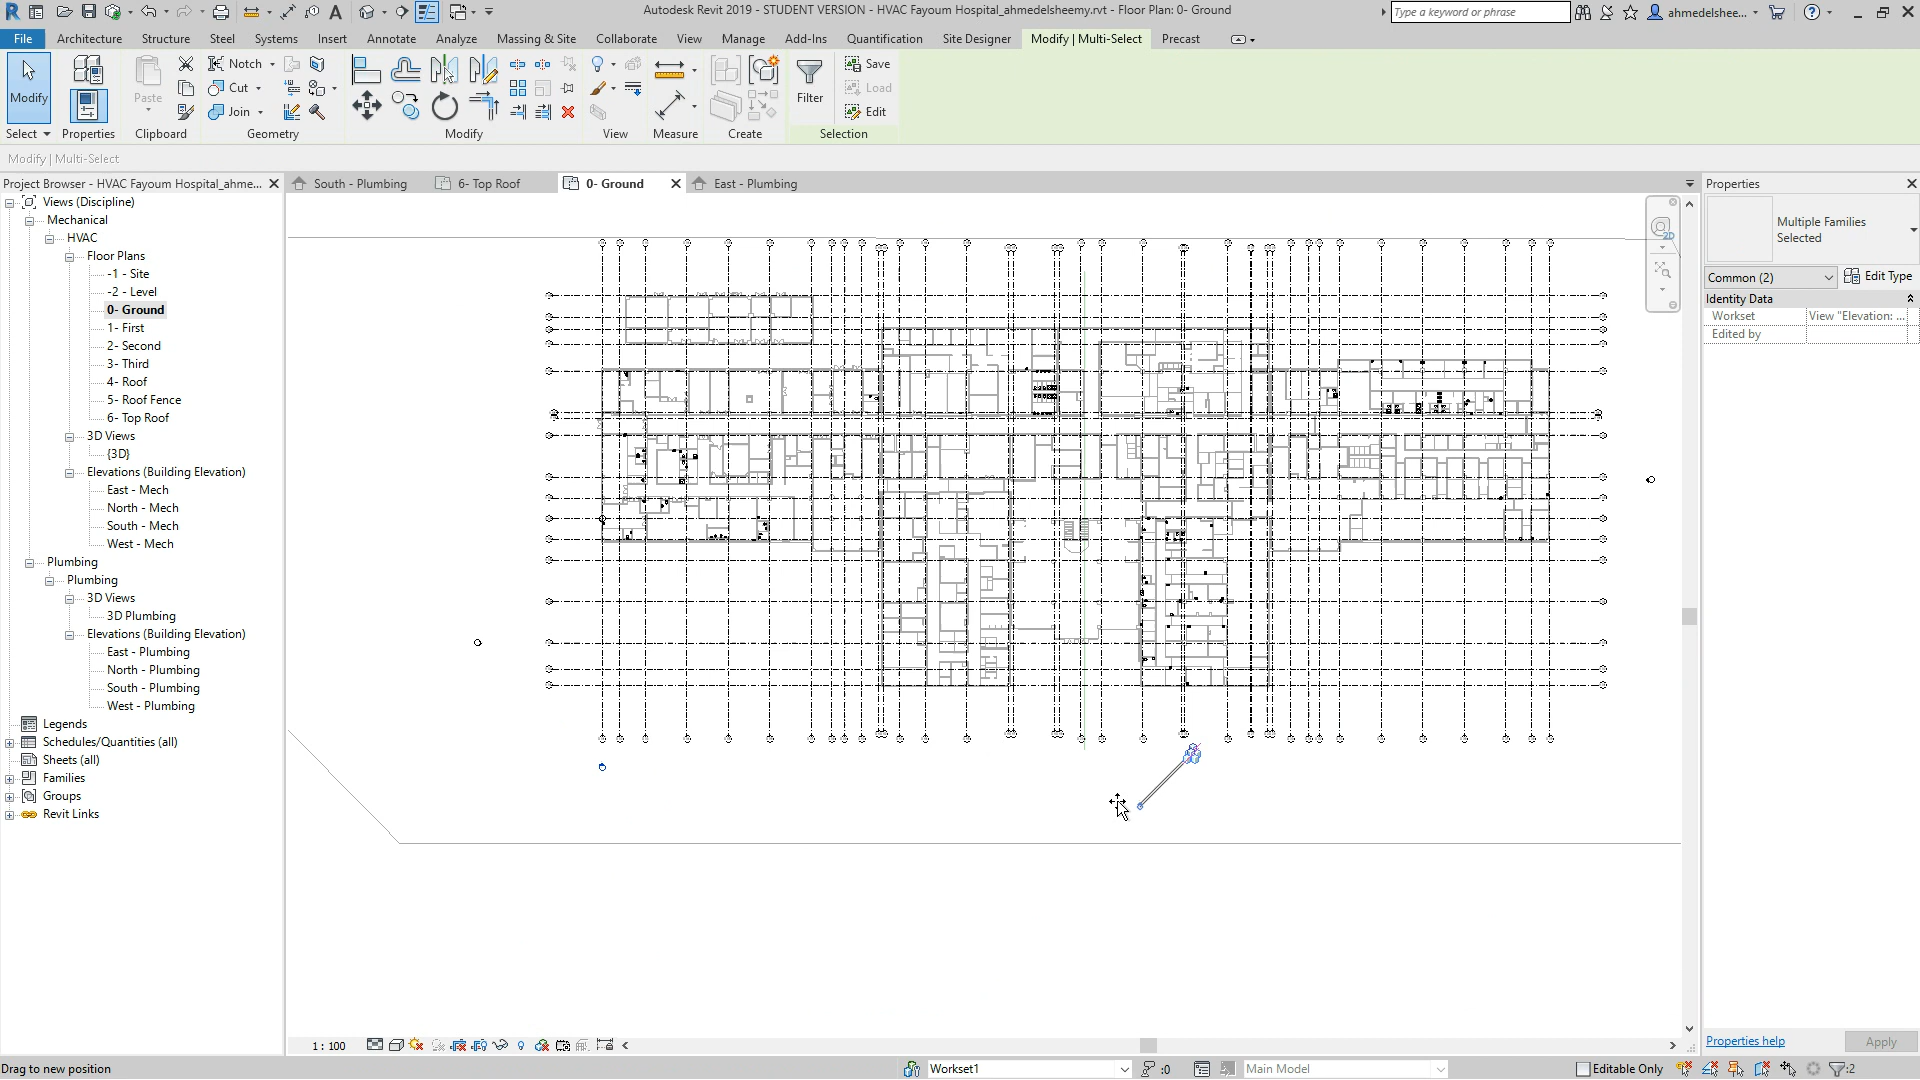 Autodesk Revit 2019 - STUDENT VERSION - HVAC Fayoum Hospital_ahmedelsheemy.rvt - Floor Plan: 0- Ground
Type a keyword or phrase
ahmedelshee...
File Architecture Structure Steel Systems Insert Annotate Analyze Massing & Site Collaborate View Manage Add-Ins Quantification Site Designer Modify | Multi-Select Precast
Modify
Paste
Notch
Cut
Join
Filter
Save
Load
Edit
Select Properties Clipboard Geometry Modify View Measure Create Selection
Modify | Multi-Select
Project Browser - HVAC Fayoum Hospital_ahme...
South - Plumbing
6- Top Roof
0- Ground
East - Plumbing
Views (Discipline)
Mechanical
HVAC
Floor Plans
-1 - Site
-2 - Level
0- Ground
1- First
2- Second
3- Third
4- Roof
5- Roof Fence
6- Top Roof
3D Views
{3D}
Elevations (Building Elevation)
East - Mech
North - Mech
South - Mech
West - Mech
Plumbing
Plumbing
3D Views
3D Plumbing
Elevations (Building Elevation)
East - Plumbing
North - Plumbing
South - Plumbing
West - Plumbing
Legends
Schedules/Quantities (all)
Sheets (all)
Families
Groups
Revit Links
2D
Properties
Multiple Families
Selected
Common (2)
Edit Type
Identity Data
Workset View "Elevation: ...
Edited by
Properties help
Apply
1 : 100
Drag to new position
Workset1
:0
Main Model
Editable Only
:2